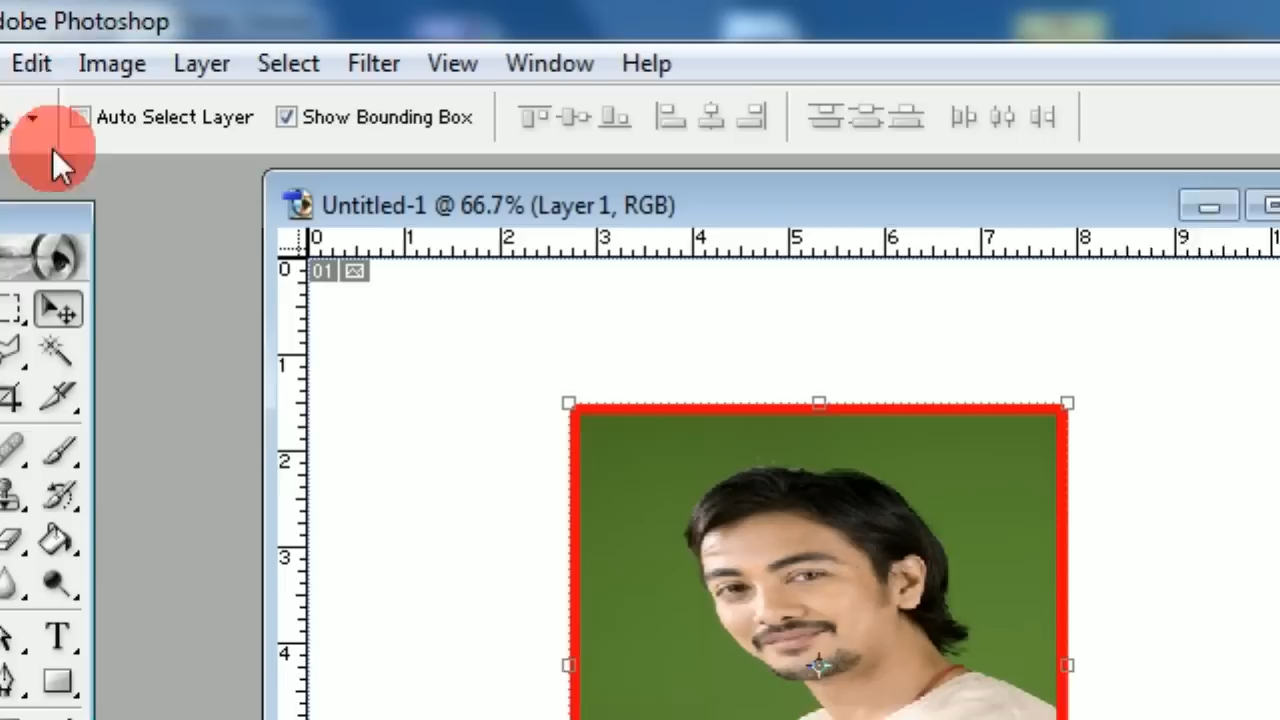 dobe Photoshop
Edit Image Layer Select Filter View Window Help
Auto Select Layer Show Bounding Box
Untitled-1 @ 66.7% (Layer 1, RGB)
0 1 2 3 4 5 6 7 8 9 1
0
01
1
2
3
T
4